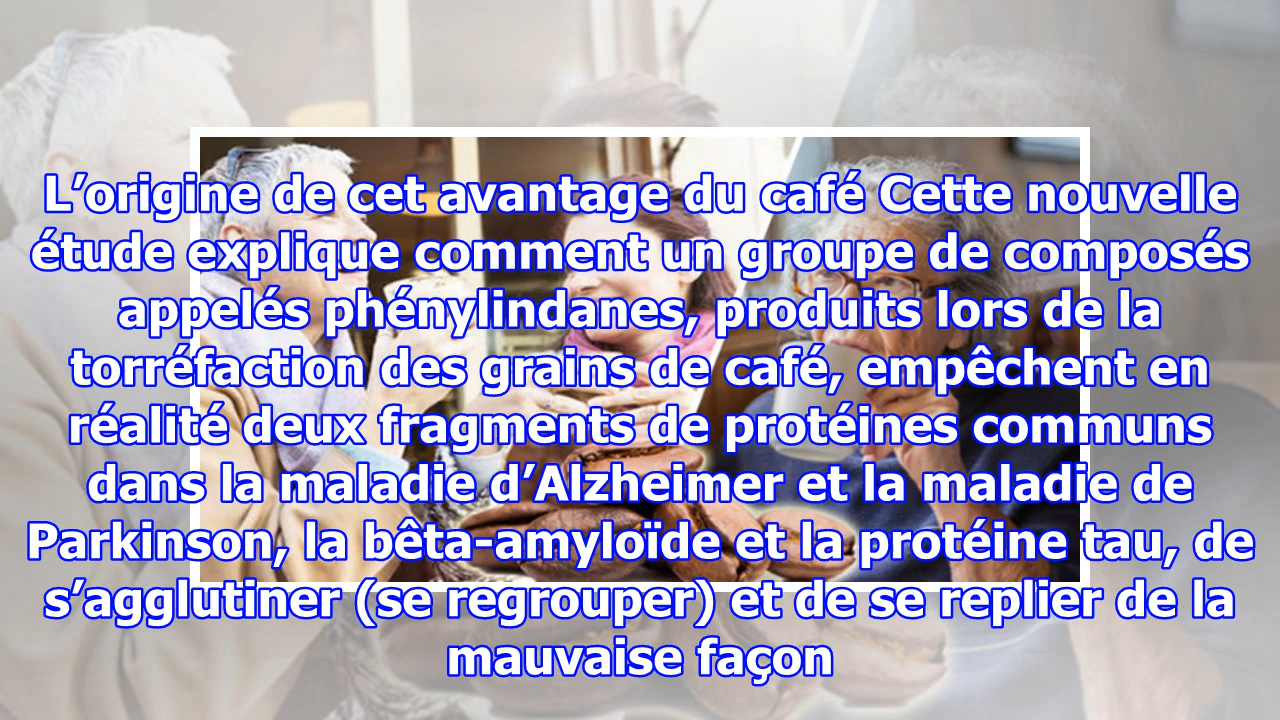 L’origine de cet avantage du café Cette nouvelle
étude explique comment un groupe de composés
appelés phénylindanes, produits lors de la
torréfaction des grains de café, empêchent en
réalité deux fragments de protéines communs
dans la maladie d’Alzheimer et la maladie de
Parkinson, la bêta-amyloïde et la protéine tau, de
s’agglutiner (se regrouper) et de se replier de la
mauvaise façon